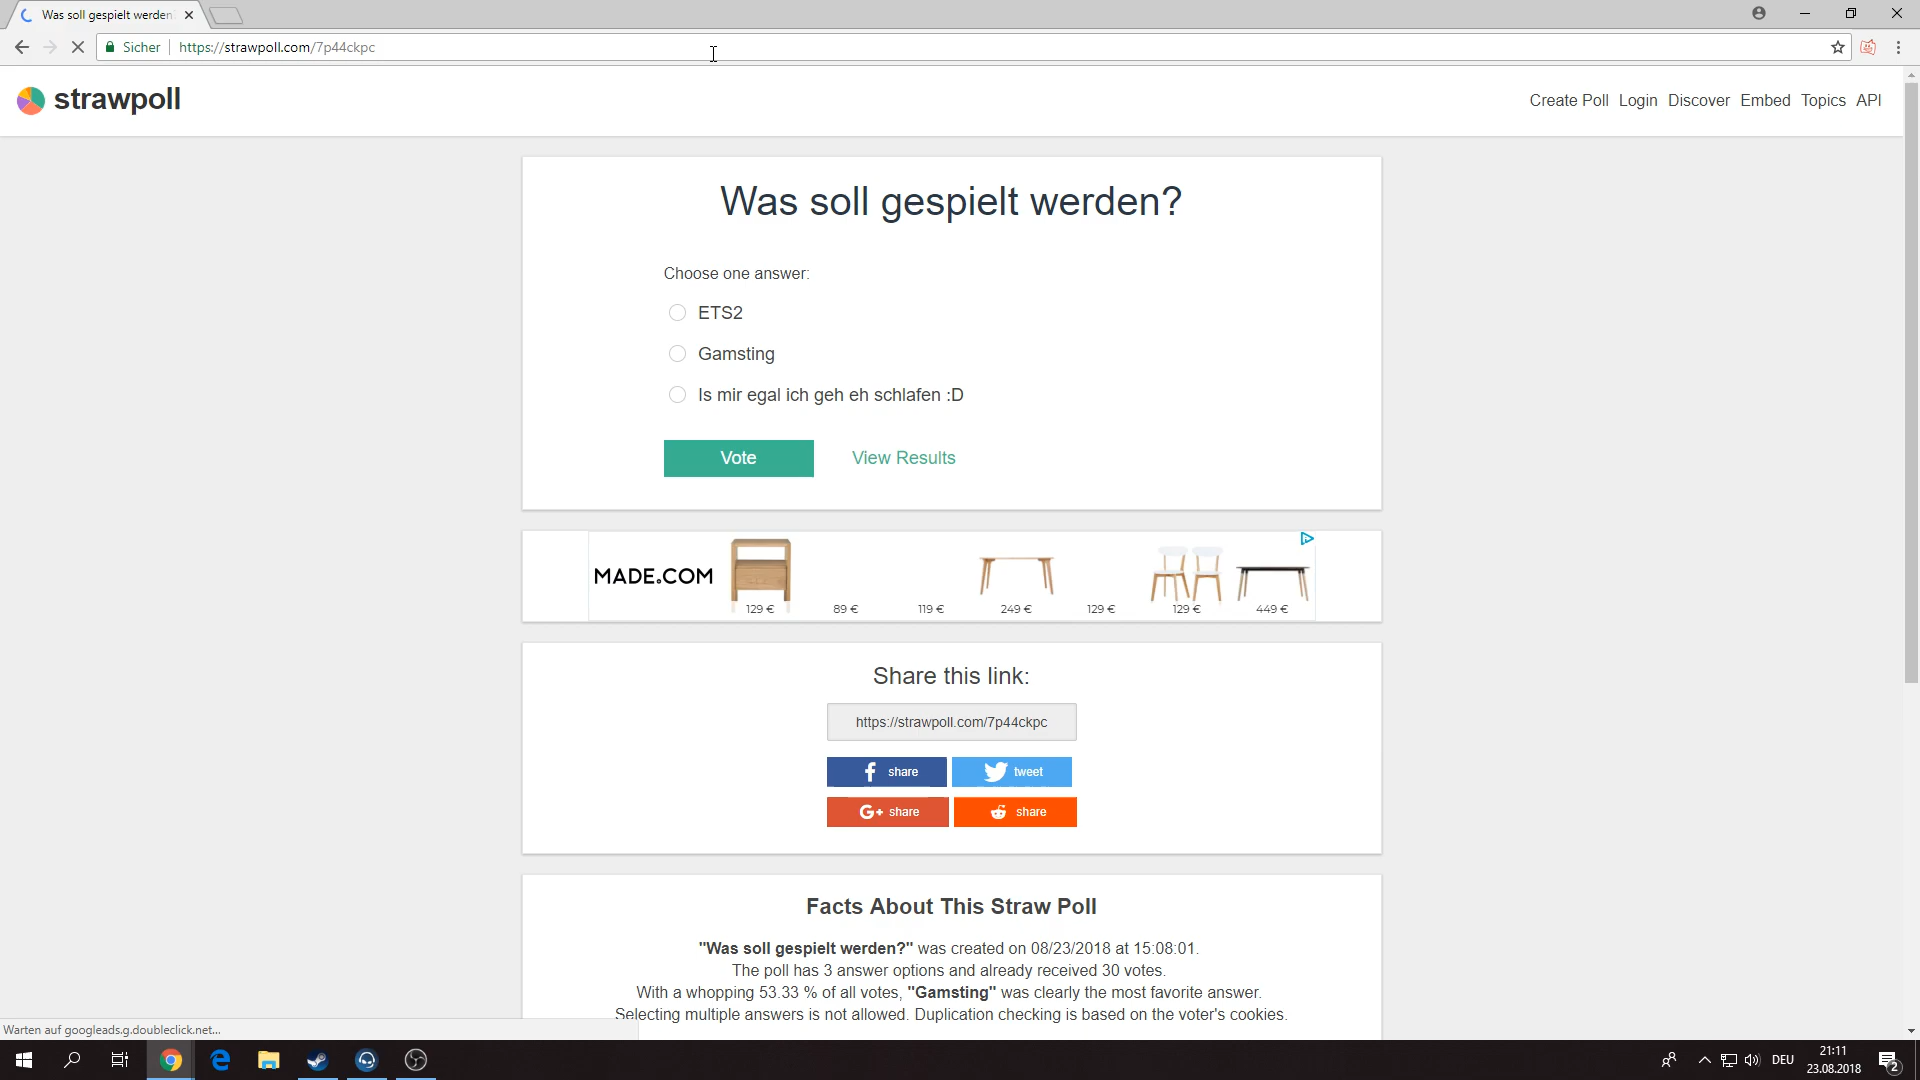 Was soll gespielt werden
Sicher
https://strawpoll.com/7p44ckpc
strawpoll
Create Poll Login Discover Embed Topics API
Was soll gespielt werden?
Choose one answer:
ETS2
Gamsting
Is mir egal ich geh eh schlafen :D
Vote View Results
MADE.COM
129 € 89 € 119 € 249 € 129 € 129 € 449 €
Share this link:
https://strawpoll.com/7p44ckpc
share tweet
G+ share share
Facts About This Straw Poll
"Was soll gespielt werden?" was created on 08/23/2018 at 15:08:01.
The poll has 3 answer options and already received 30 votes.
With a whopping 53.33 % of all votes, "Gamsting" was clearly the most favorite answer.
Selecting multiple answers is not allowed. Duplication checking is based on the voter's cookies.
Warten auf googleads.g.doubleclick.net...
DEU
21:11
23.08.2018
2